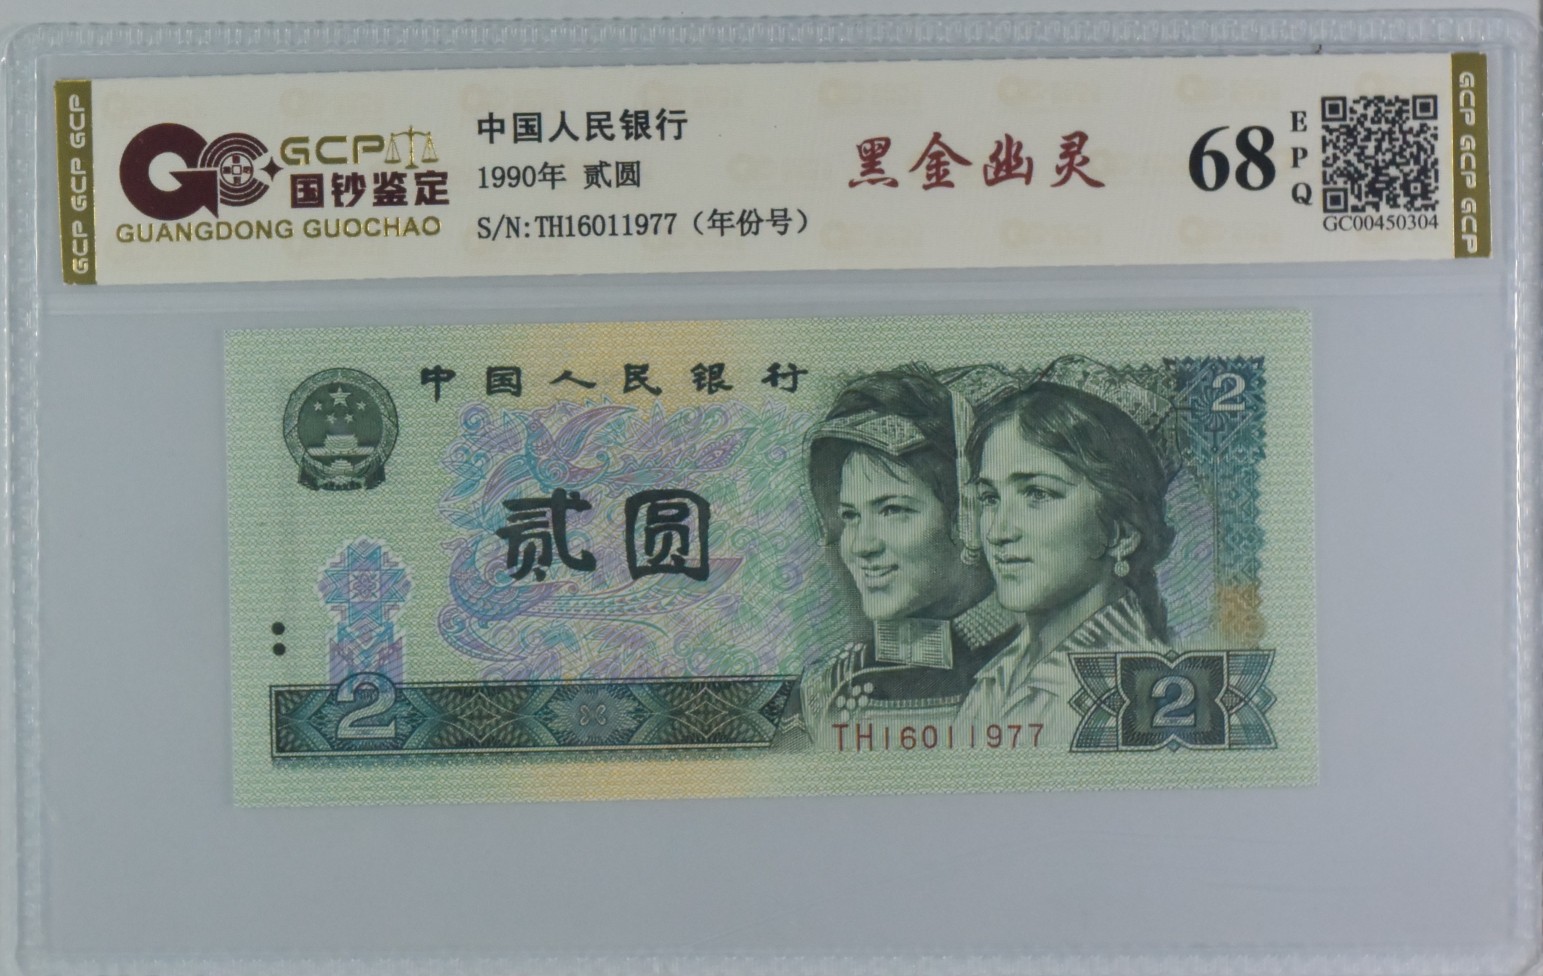 GCP
国钞鉴定
GUANGDONG GUOCHAO
中国人民银行
1990年 贰圆
S/N:TH16011977（年份号）
黑金幽灵
68
EPQ
GC00450304
GCP GCP GCP
GCP GCP GCP GCP
中国人民银行
2
贰圆
2
TH16011977
2